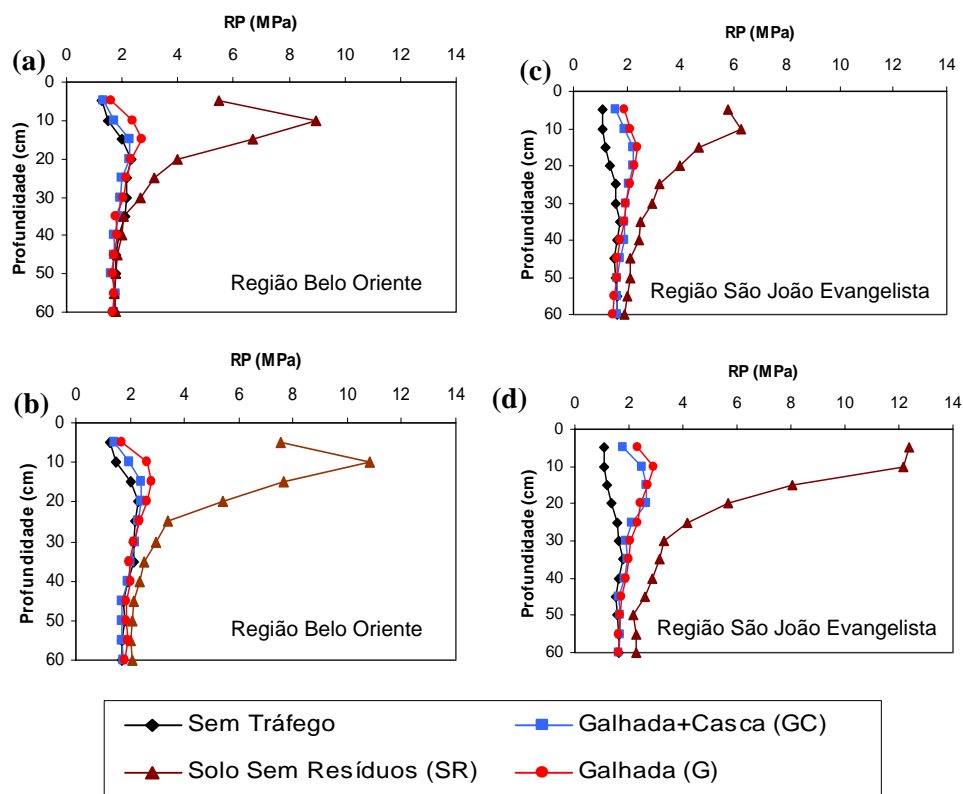 RP (MPa)
(a)
0 2 4 6 8 10 12 14
0
10
20
30
40
50
60
Profundidade (cm)
Região Belo Oriente
RP (MPa)
(c)
0 2 4 6 8 10 12 14
0
10
20
30
40
50
60
Profundidade (cm)
Região São João Evangelista
RP (MPa)
(b)
0 2 4 6 8 10 12 14
0
10
20
30
40
50
60
Profundidade (cm)
Região Belo Oriente
RP (MPa)
(d)
0 2 4 6 8 10 12 14
0
10
20
30
40
50
60
Profundidade (cm)
Região São João Evangelista
Sem Tráfego
Galhada+Casca (GC)
Solo Sem Resíduos (SR)
Galhada (G)